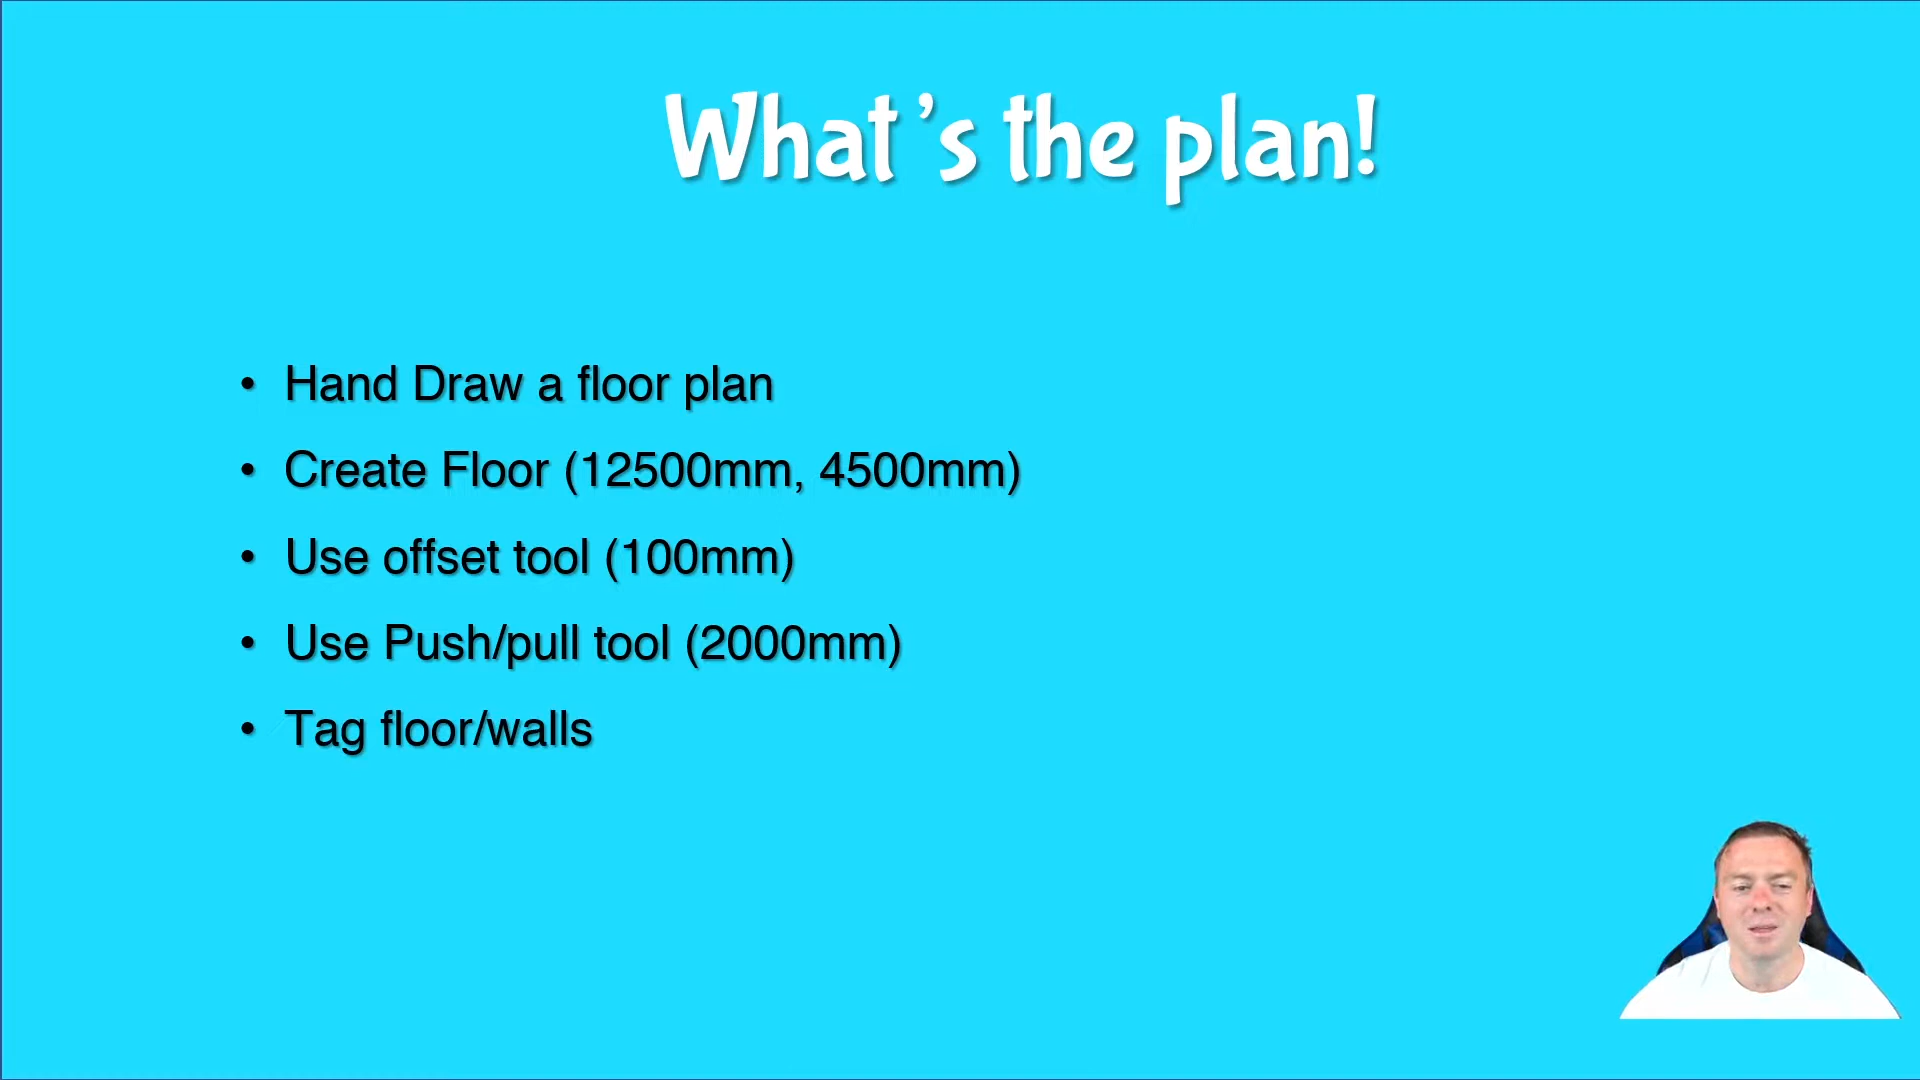 What's the plan!
• Hand Draw a floor plan
• Create Floor (12500mm, 4500mm)
• Use offset tool (100mm)
• Use Push/pull tool (2000mm)
• Tag floor/walls